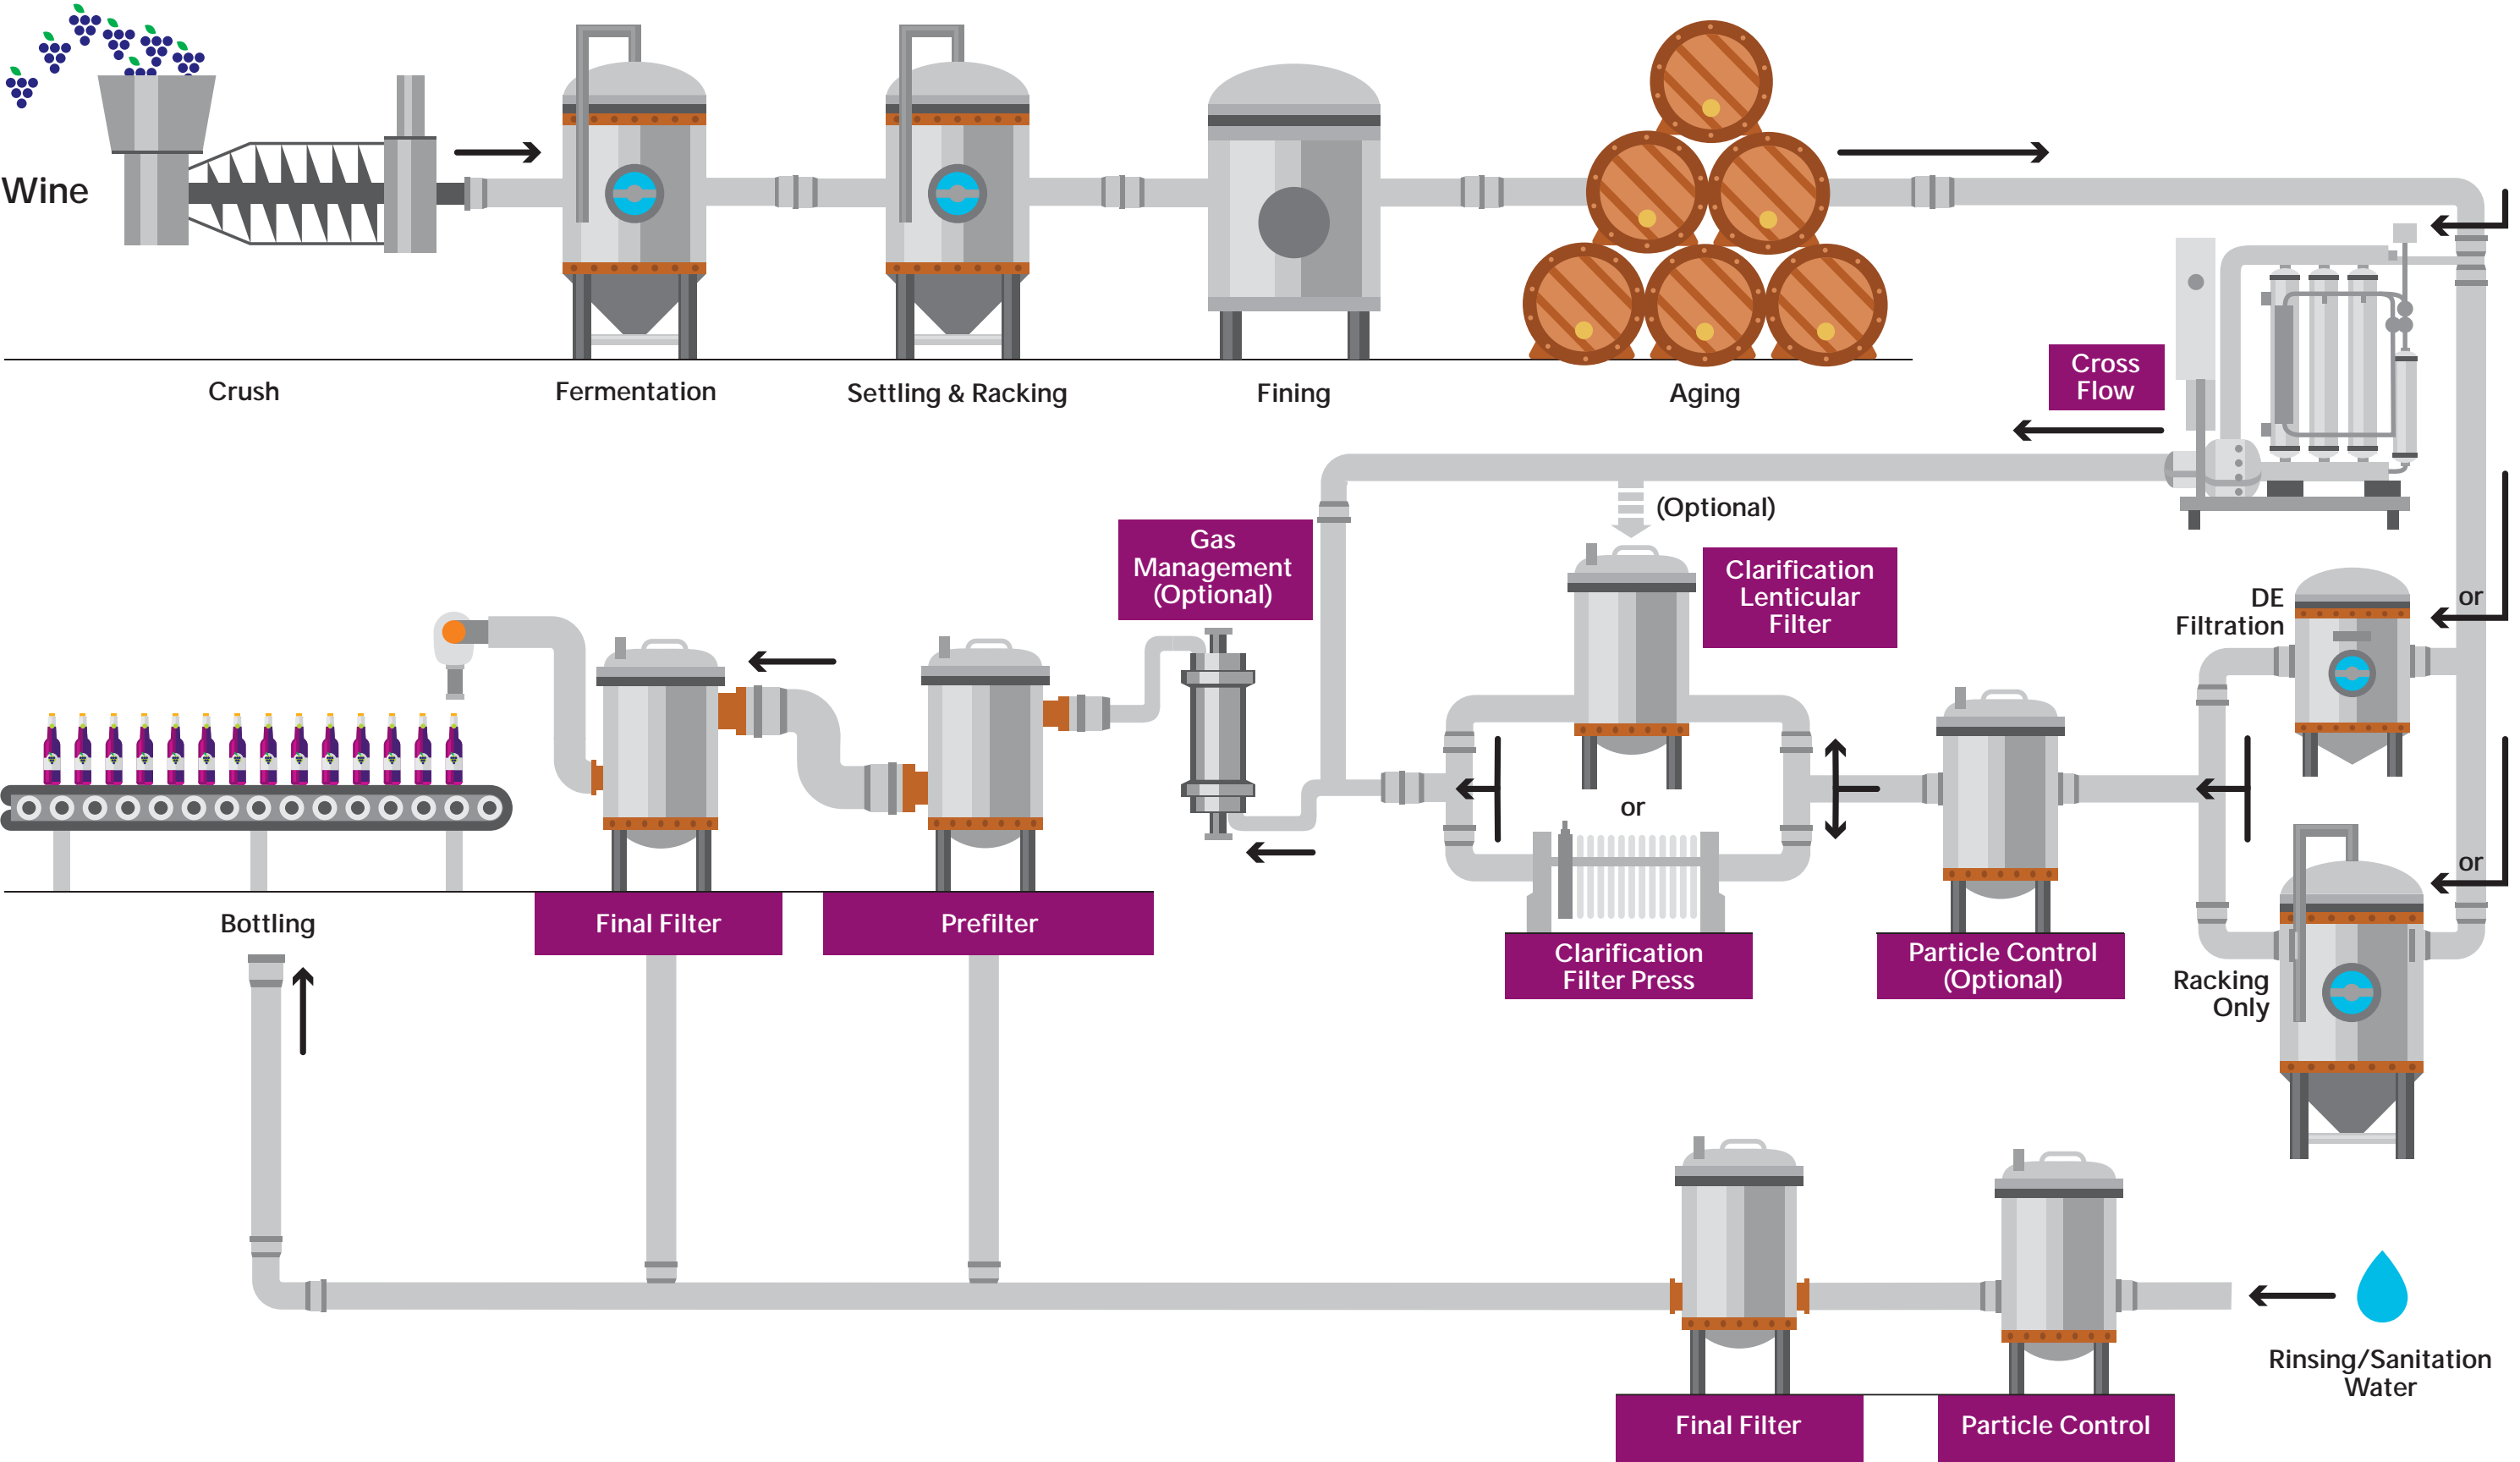 Wine
Crush
Fermentation
Settling & Racking
Fining
Aging
Cross
Flow
(Optional)
Gas
Management
(Optional)
Clarification
Lenticular
Filter
DE
Filtration
or
or
or
Bottling
Final Filter
Prefilter
Clarification
Filter Press
Particle Control
(Optional)
Racking
Only
Rinsing/Sanitation
Water
Final Filter
Particle Control